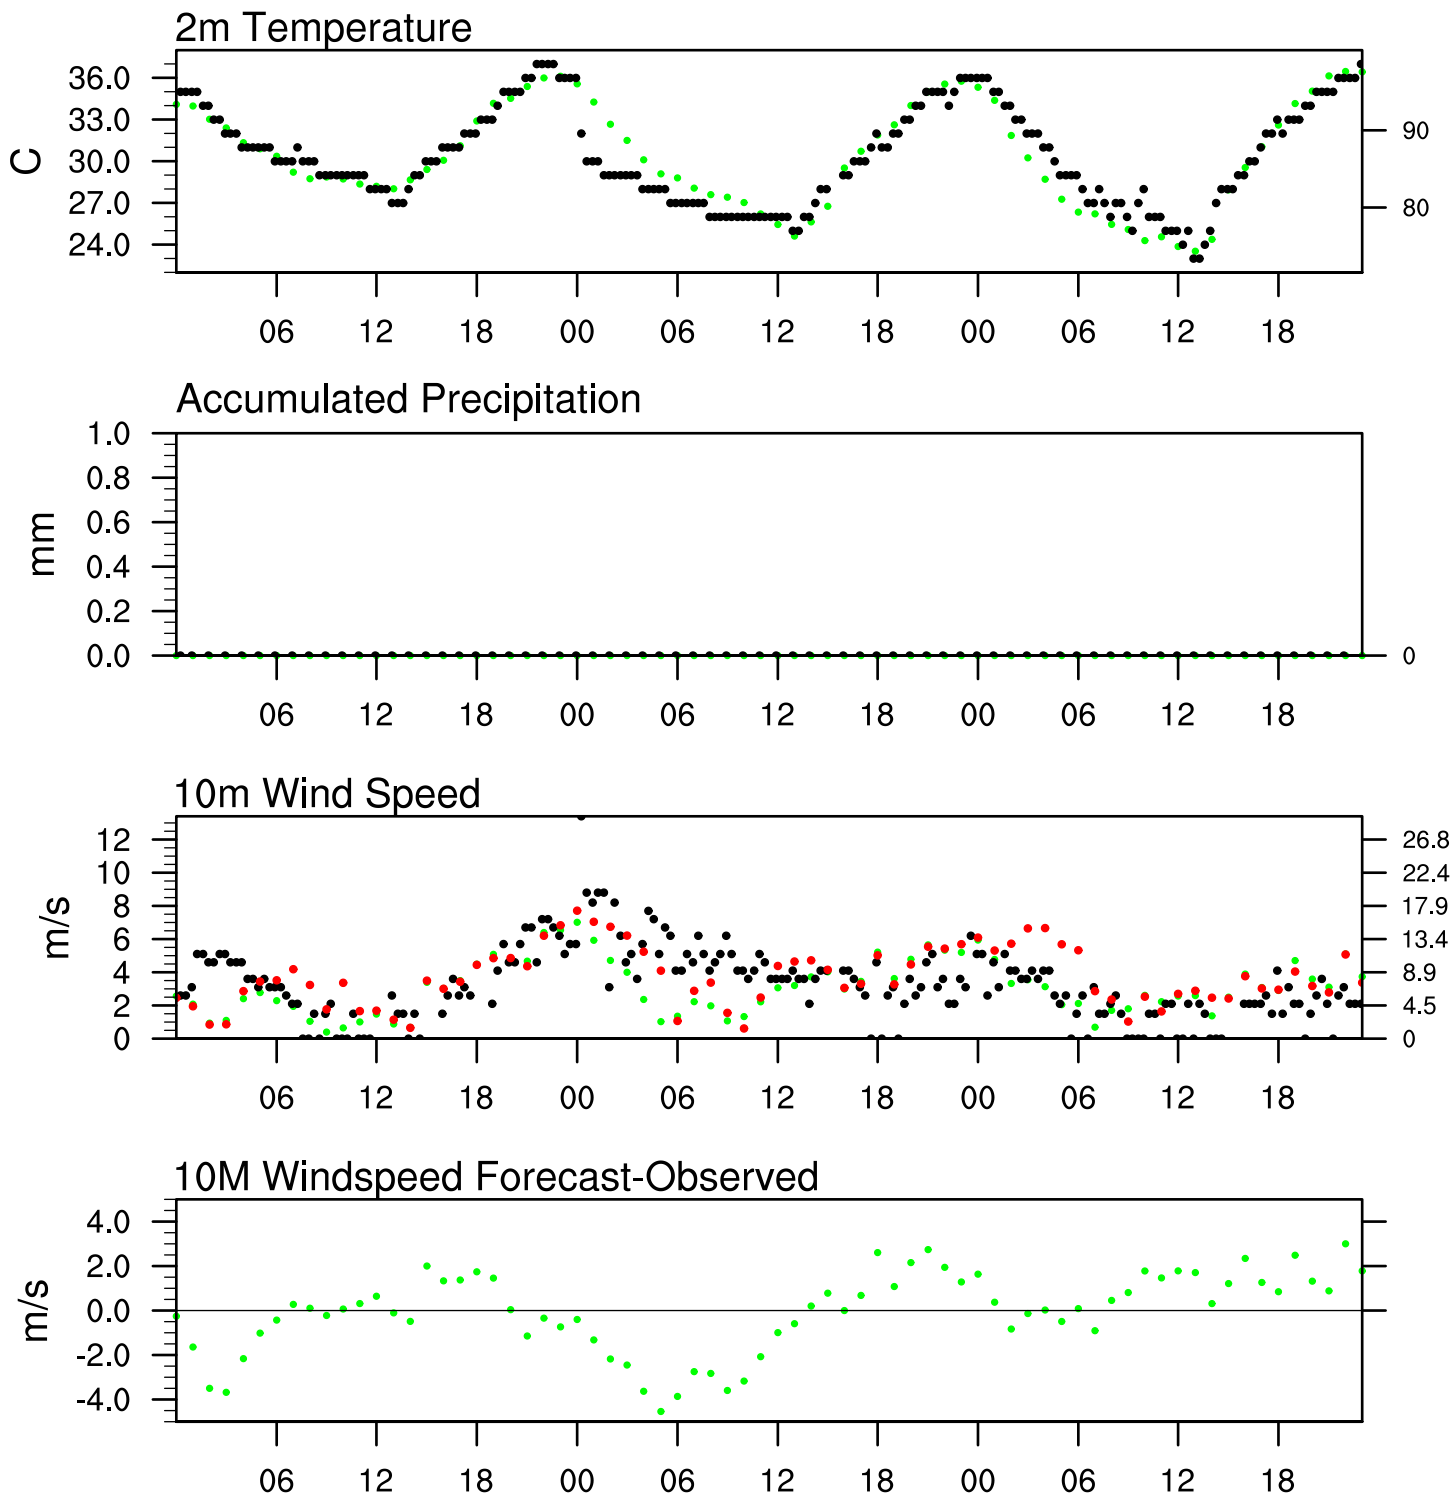 2m Temperature
36.0
33.0
90
30.0
27.0
80
24.0
C
06 12 18 00 06 12 18 00 06 12 18
Accumulated Precipitation
1.0
0.8
0.6
0.4
0.2
0.0 0
mm
06 12 18 00 06 12 18 00 06 12 18
10m Wind Speed
12 26.8
10 22.4
8 17.9
6 13.4
4 8.9
2 4.5
0 0
m/s
06 12 18 00 06 12 18 00 06 12 18
10M Windspeed Forecast-Observed
4.0
2.0
0.0
-2.0
-4.0
m/s
06 12 18 00 06 12 18 00 06 12 18